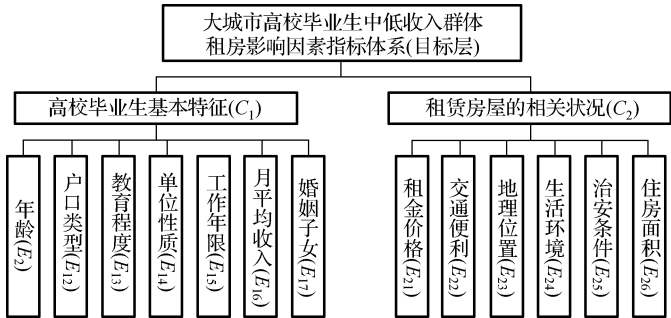 大城市高校毕业生中低收入群体
租房影响因素指标体系(目标层)
高校毕业生基本特征(C₁)
租赁房屋的相关状况(C₂)
年龄(E₂)
户口类型(E₁₂)
教育程度(E₁₃)
单位性质(E₁₄)
工作年限(E₁₅)
月平均收入(E₁₆)
婚姻子女(E₁₇)
租金价格(E₂₁)
交通便利(E₂₂)
地理位置(E₂₃)
生活环境(E₂₄)
治安条件(E₂₅)
住房面积(E₂₆)